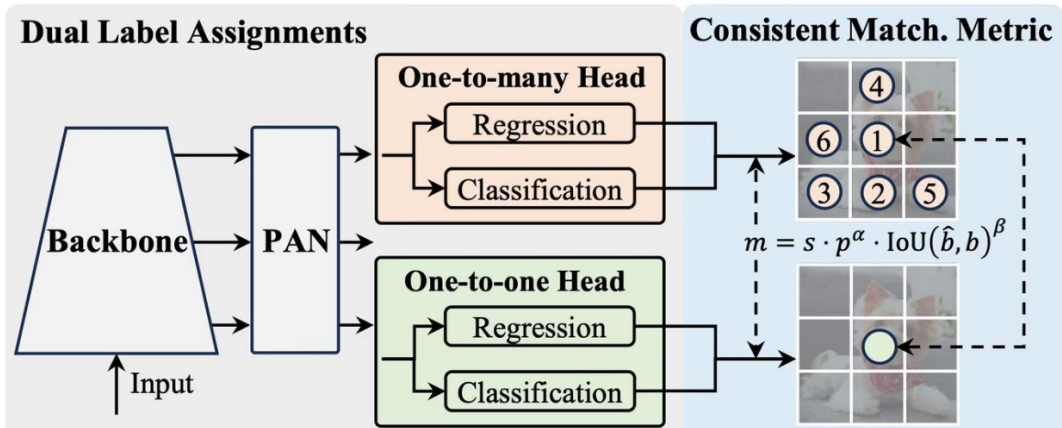 Dual Label Assignments
Consistent Match. Metric
One-to-many Head
Regression
Classification
Backbone
PAN
Input
One-to-one Head
Regression
Classification
4
6 1
3 2 5
m = s · p^α · IoU(b̂, b)^β